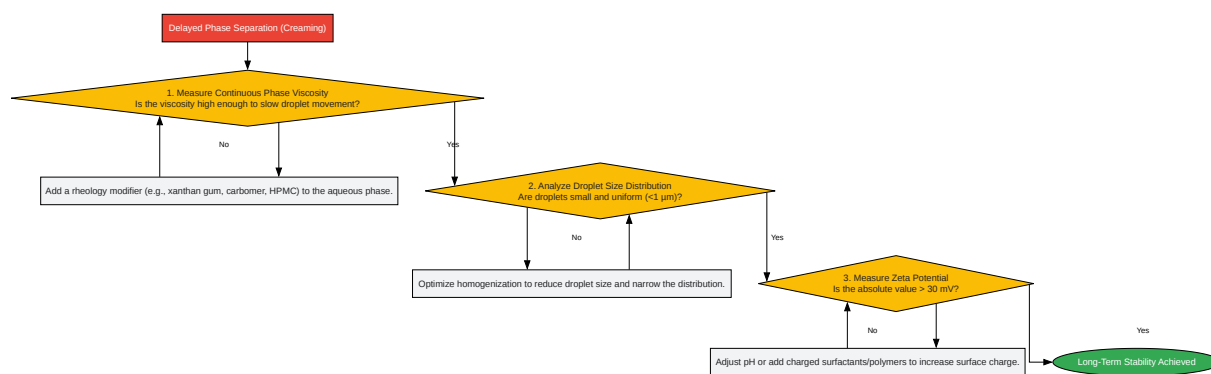 Delayed Phase Separation (Creaming)
1. Measure Continuous Phase Viscosity
Is the viscosity high enough to slow droplet movement?
No
Yes
Add a rheology modifier (e.g., xanthan gum, carbomer, HPMC) to the aqueous phase.
2. Analyze Droplet Size Distribution
Are droplets small and uniform (<1 µm)?
No
Yes
Optimize homogenization to reduce droplet size and narrow the distribution.
3. Measure Zeta Potential
Is the absolute value > 30 mV?
No
Yes
Adjust pH or add charged surfactants/polymers to increase surface charge.
Long-Term Stability Achieved